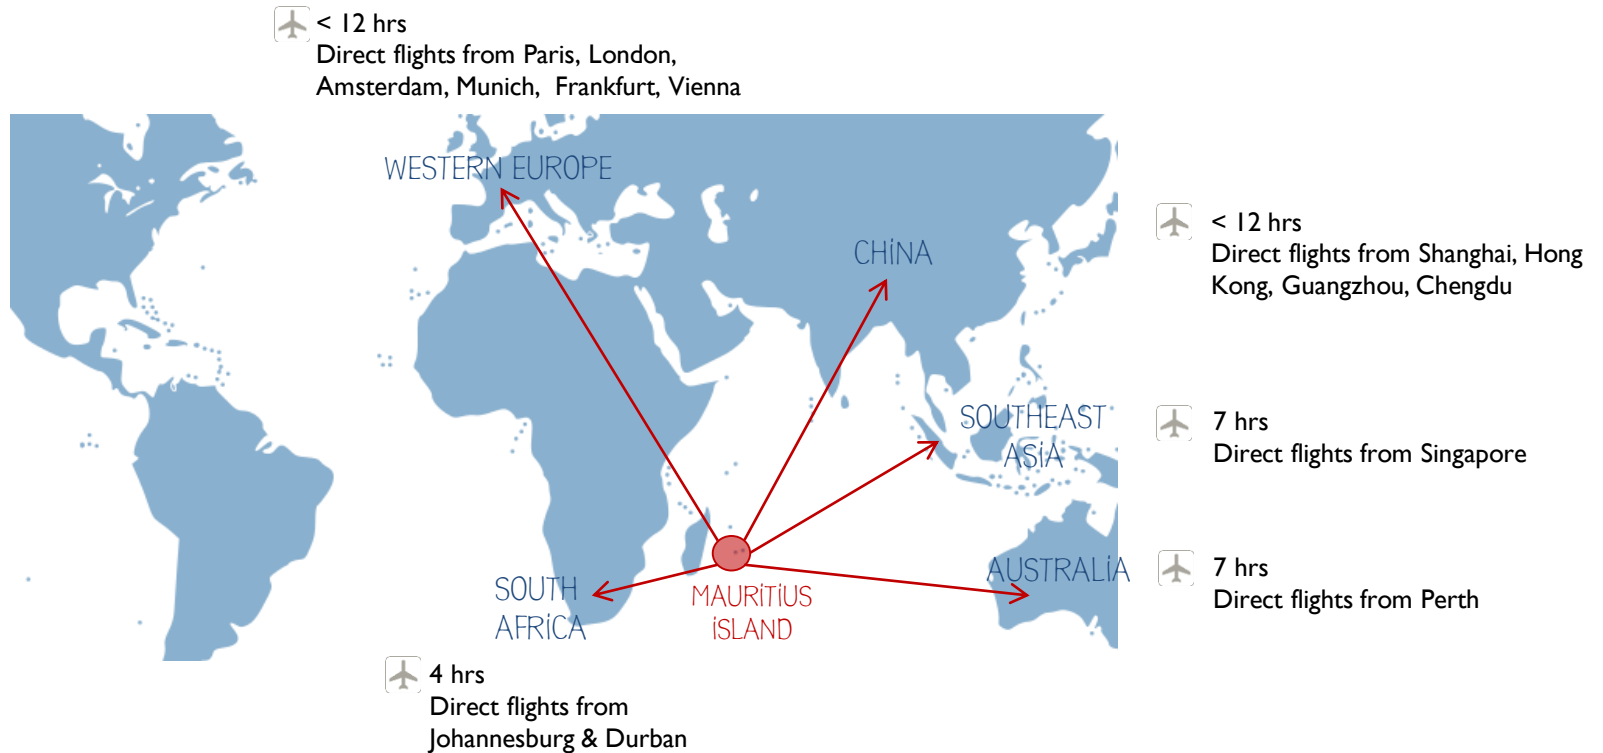 < 12 hrs
Direct flights from Paris, London,
Amsterdam, Munich, Frankfurt, Vienna
WESTERN EUROPE
CHiNA
< 12 hrs
Direct flights from Shanghai, Hong
Kong, Guangzhou, Chengdu
SOUTHEAST
ASiA
7 hrs
Direct flights from Singapore
AUSTRALiA
7 hrs
Direct flights from Perth
SOUTH
AFRiCA
MAURiTiUS
iSLAND
4 hrs
Direct flights from
Johannesburg & Durban